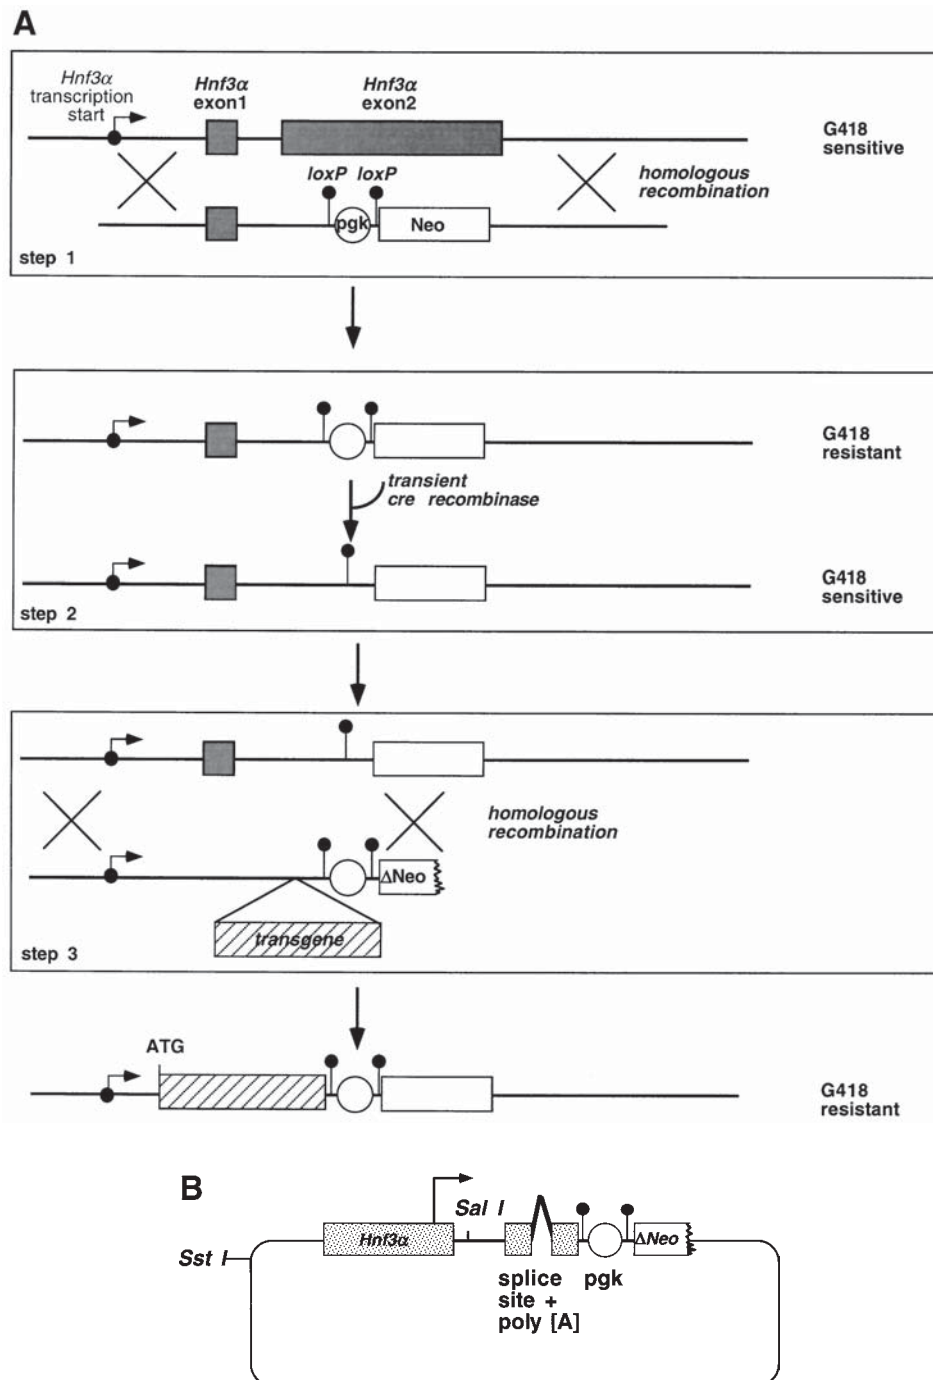 A
Hnf3α
transcription
start
Hnf3α
exon1
Hnf3α
exon2
G418
sensitive
loxP loxP
homologous
recombination
pgk
Neo
step 1
G418
resistant
transient
cre recombinase
G418
sensitive
step 2
homologous
recombination
ΔNeo
transgene
step 3
ATG
G418
resistant
B
Sal I
Hnf3α
ΔNeo
Sst I
splice
site +
poly [A]
pgk